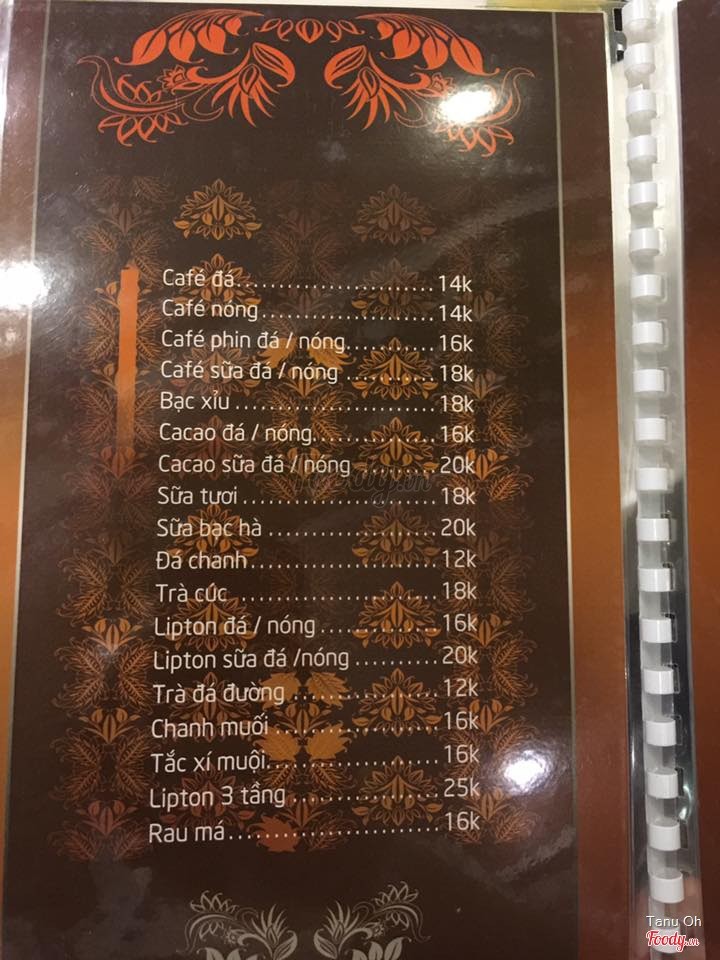 Café đá........................14k
Café nóng.....................14k
Café phin đá / nóng...........16k
Café sữa đá / nóng ...........18k
Bạc xỉu ........................18k
Cacao đá / nóng...............16k
Cacao sữa đá / nóng ..........20k
Sữa tươi .......................18k
Sữa bạc hà ....................20k
Đá chanh.......................12k
Trà cúc .........................18k
Lipton đá / nóng..............16k
Lipton sữa đá /nóng ..........20k
Trà đá đường ..................12k
Chanh muối ....................16k
Tắc xí muội.....................16k
Lipton 3 tầng...................25k
Rau má.........................16k
Tanu Oh
Foody.vn